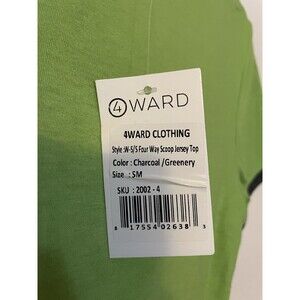 4WARD
4WARD CLOTHING
Style :W-S/S Four Way Scoop Jersey Top
Color : Charcoal /Greenery
Size : SM
SKU : 2002 - 4
8 17554 02638 3